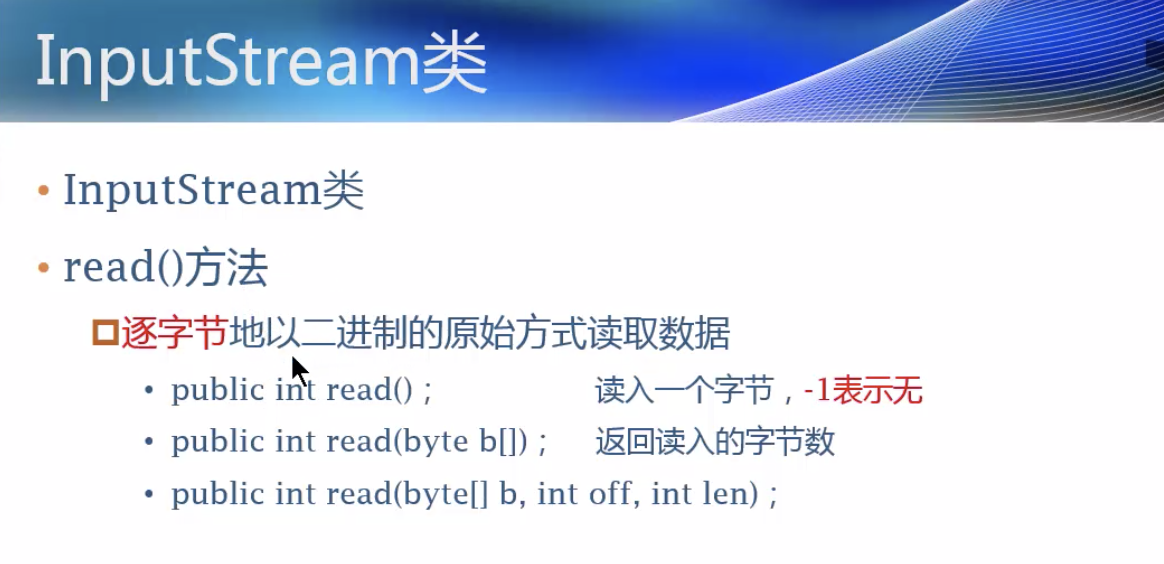 InputStream类
InputStream类
read()方法
逐字节地以二进制的原始方式读取数据
public int read() ; 读入一个字节，-1表示无
public int read(byte b[]) ; 返回读入的字节数
public int read(byte[] b, int off, int len) ;